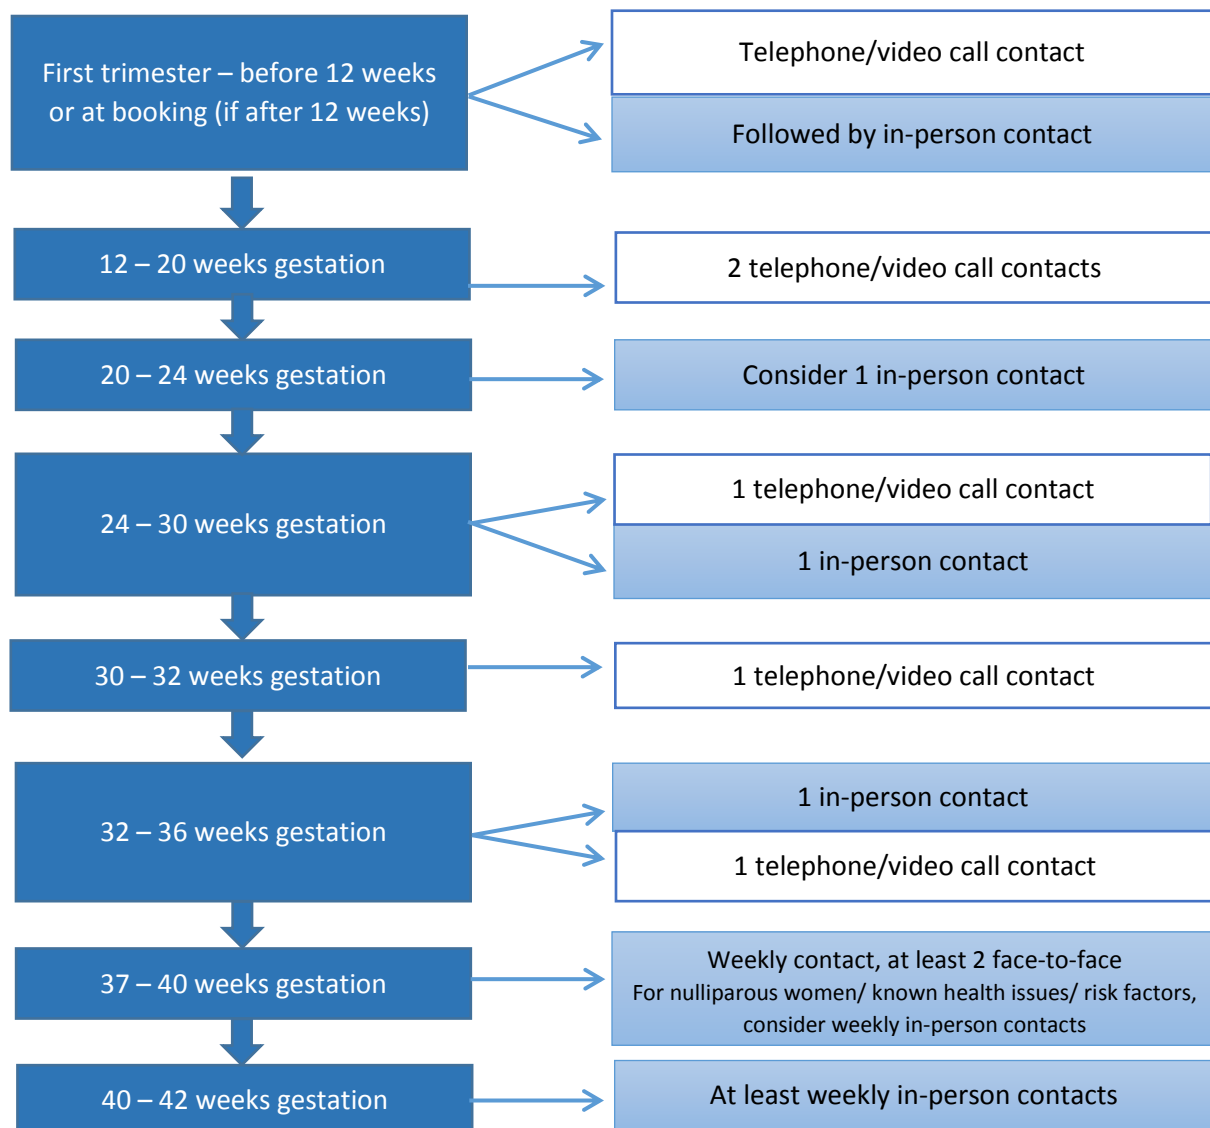 First trimester – before 12 weeks
or at booking (if after 12 weeks)
Telephone/video call contact
Followed by in-person contact
12 – 20 weeks gestation
2 telephone/video call contacts
20 – 24 weeks gestation
Consider 1 in-person contact
24 – 30 weeks gestation
1 telephone/video call contact
1 in-person contact
30 – 32 weeks gestation
1 telephone/video call contact
32 – 36 weeks gestation
1 in-person contact
1 telephone/video call contact
37 – 40 weeks gestation
Weekly contact, at least 2 face-to-face
For nulliparous women/ known health issues/ risk factors,
consider weekly in-person contacts
40 – 42 weeks gestation
At least weekly in-person contacts